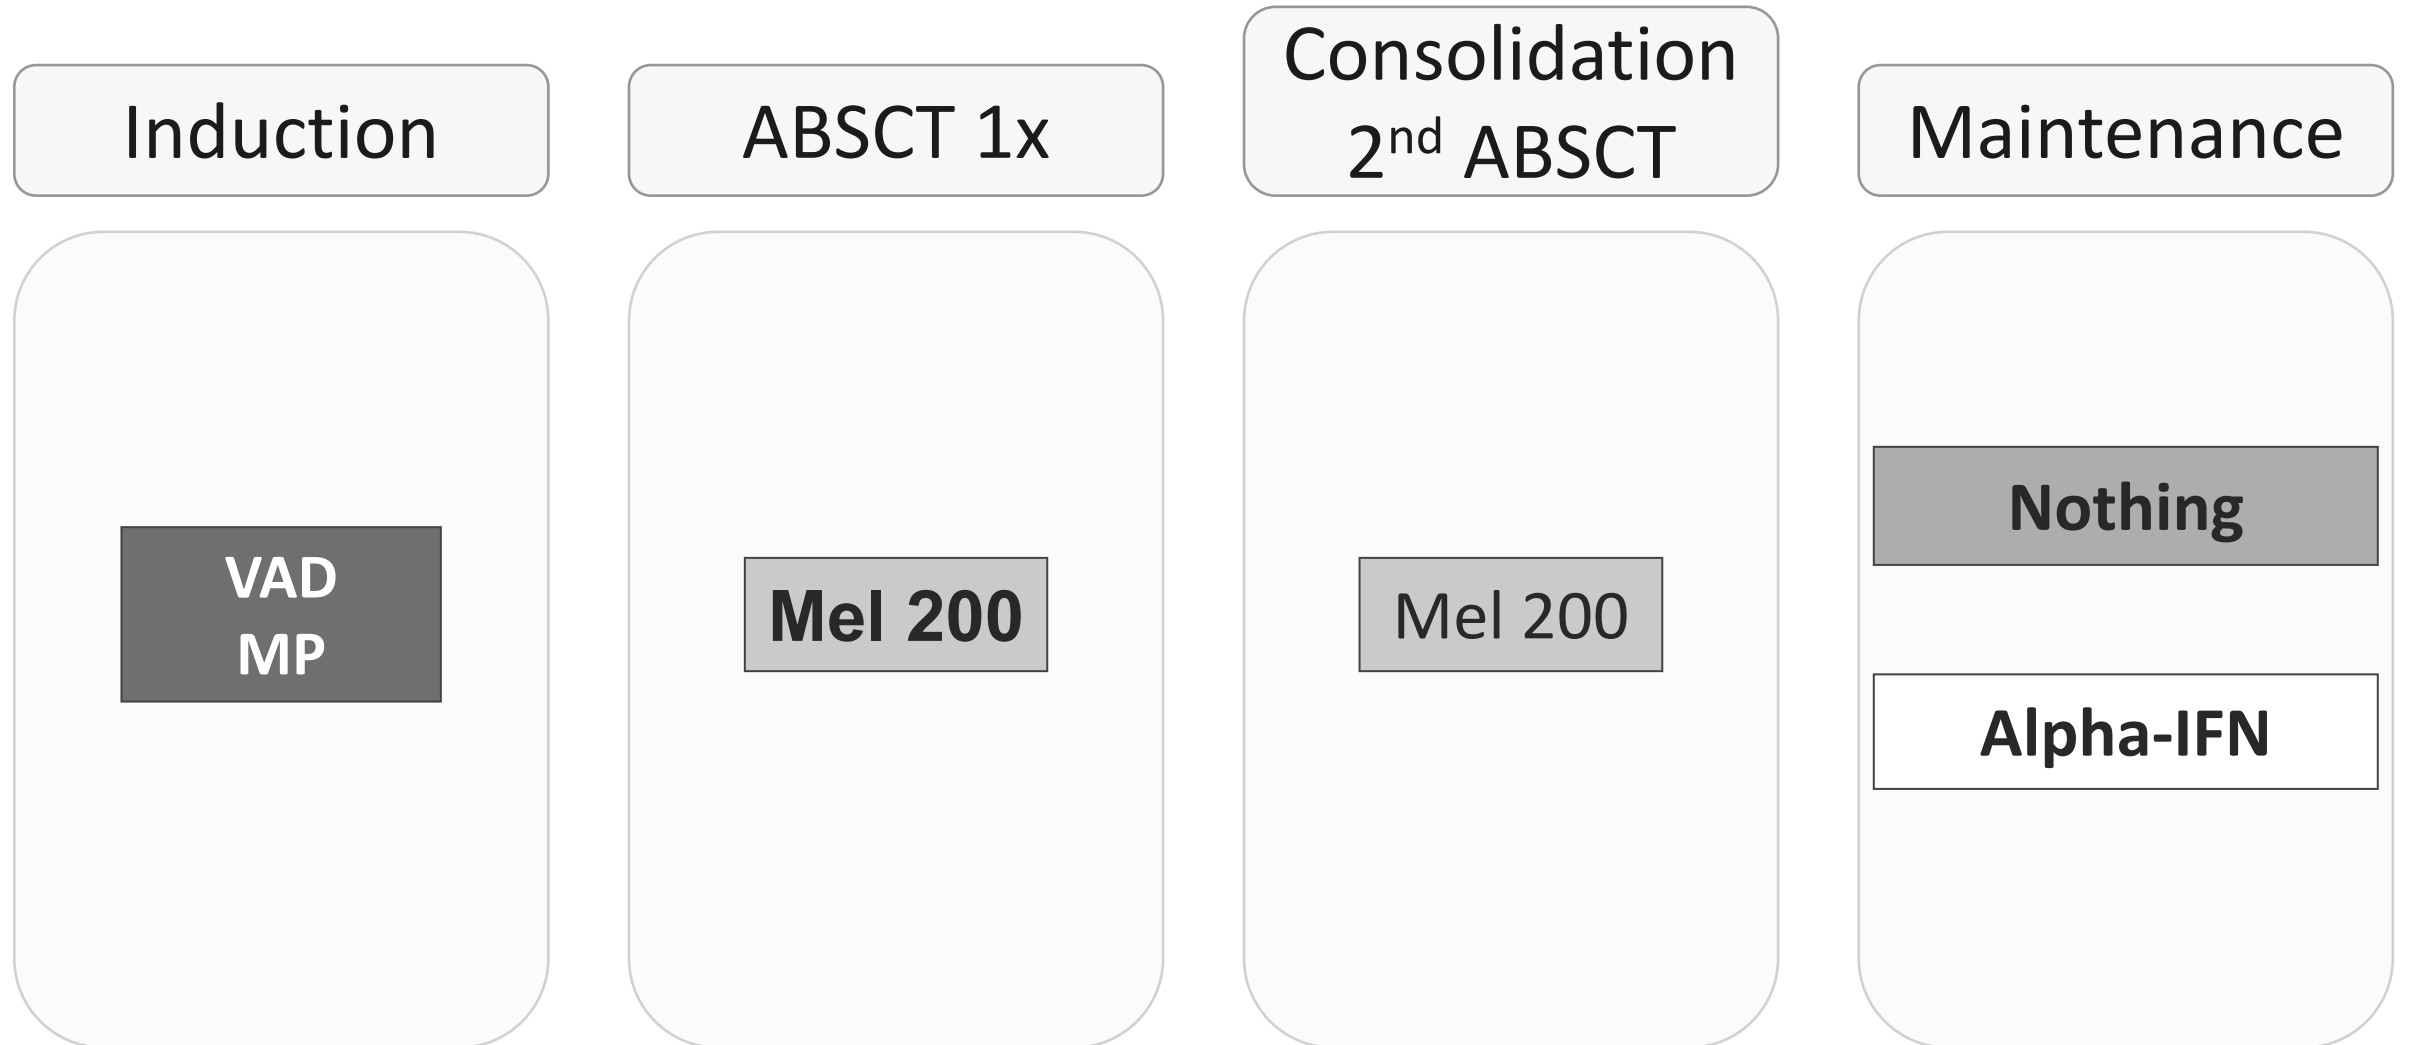 Induction
ABSCT 1x
Consolidation
2nd ABSCT
Maintenance
VAD
MP
Mel 200
Mel 200
Nothing
Alpha-IFN